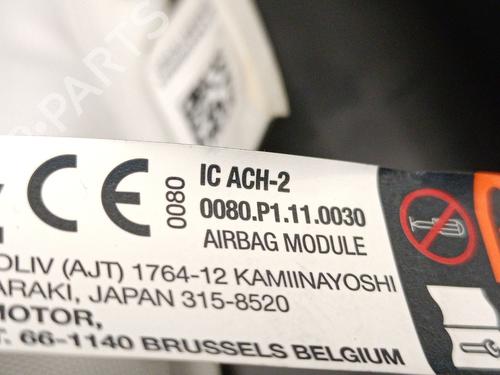 0080
IC ACH-2
0080.P1.11.0030
AIRBAG MODULE
OLIV (AJT) 1764-12 KAMIINAYOSHI
ARAKI, JAPAN 315-8520
MOTOR,
T. 66-1140 BRUSSELS BELGIUM